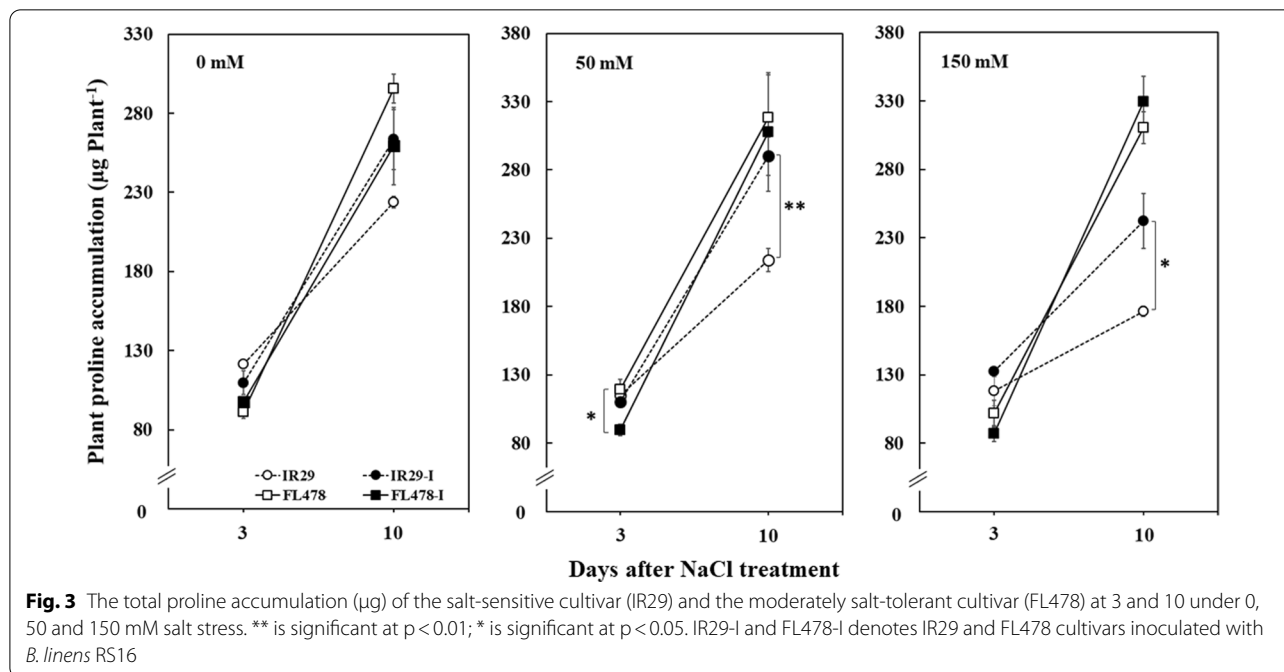 Plant proline accumulation (µg Plant-1)
330
280
230
180
130
80
0
0 mM
IR29
IR29-I
FL478
FL478-I
3
10
380
330
280
230
180
130
80
0
50 mM
**
*
3
10
380
330
280
230
180
130
80
0
150 mM
*
3
10
Days after NaCl treatment
Fig. 3 The total proline accumulation (µg) of the salt-sensitive cultivar (IR29) and the moderately salt-tolerant cultivar (FL478) at 3 and 10 under 0,
50 and 150 mM salt stress. ** is significant at p < 0.01; * is significant at p < 0.05. IR29-I and FL478-I denotes IR29 and FL478 cultivars inoculated with
B. linens RS16